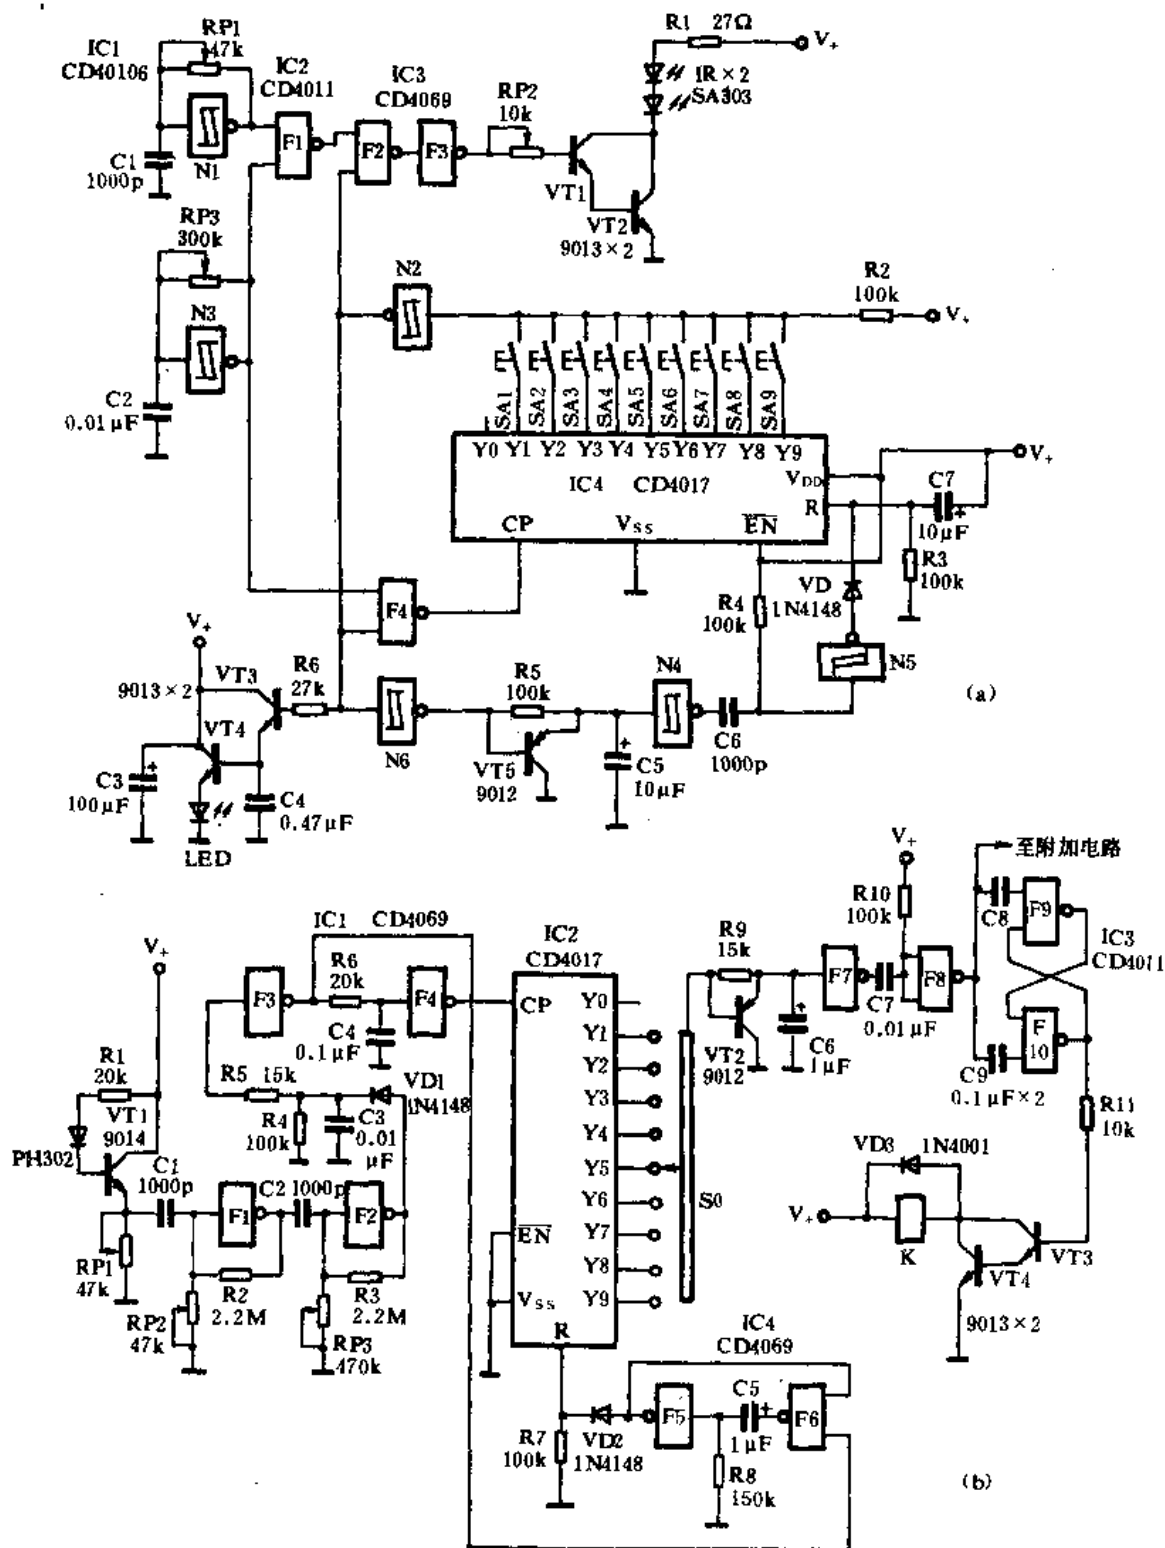 R1 27Ω
V+
RP1
47k
IC1
CD40106
IC2
CD4011
IC3
CD4069
RP2
10k
IR×2
SA303
F1
F2
F3
N1
C1
1000p
VT1
VT2
9013×2
RP3
300k
N3
N2
R2
100k
V+
C2
0.01μF
SA1
SA2
SA3
SA4
SA5
SA6
SA7
SA8
SA9
Y0 Y1 Y2 Y3 Y4 Y5 Y6 Y7 Y8 Y9
IC4 CD4017
VDD
R
CP
VSS
EN
V+
C7
10μF
R3
100k
VD
1N4148
R4
100k
F4
N5
(a)
V+
VT3
9013×2
R6
27k
VT4
N6
R5
100k
VT5
9012
N4
C6
1000p
C5
10μF
C3
100μF
C4
0.47μF
LED
至附加电路
V+
R10
100k
C8
F9
IC3
CD4011
IC1 CD4069
IC2
CD4017
R9
15k
F7
C7
0.01μF
F8
F
10
C9
0.1μF×2
V+
F3
R6
20k
F4
CP
C4
0.1μF
VT2
9012
C6
1μF
R11
10k
R1
20k
VT1
9014
PH302
R5 15k
VD1
1N4148
R4
100k
C3
0.01
μF
C1
1000p
F1
C2 1000p
F2
Y0
Y1
Y2
Y3
Y4
Y5
Y6
Y7
Y8
Y9
S0
EN
VSS
R
VD3 1N4001
V+
K
VT3
VT4
9013×2
RP1
47k
RP2
47k
R2
2.2M
R3
2.2M
RP3
470k
IC4
CD4069
R7
100k
VD2
1N4148
F5
C5
1μF
F6
R8
150k
(b)